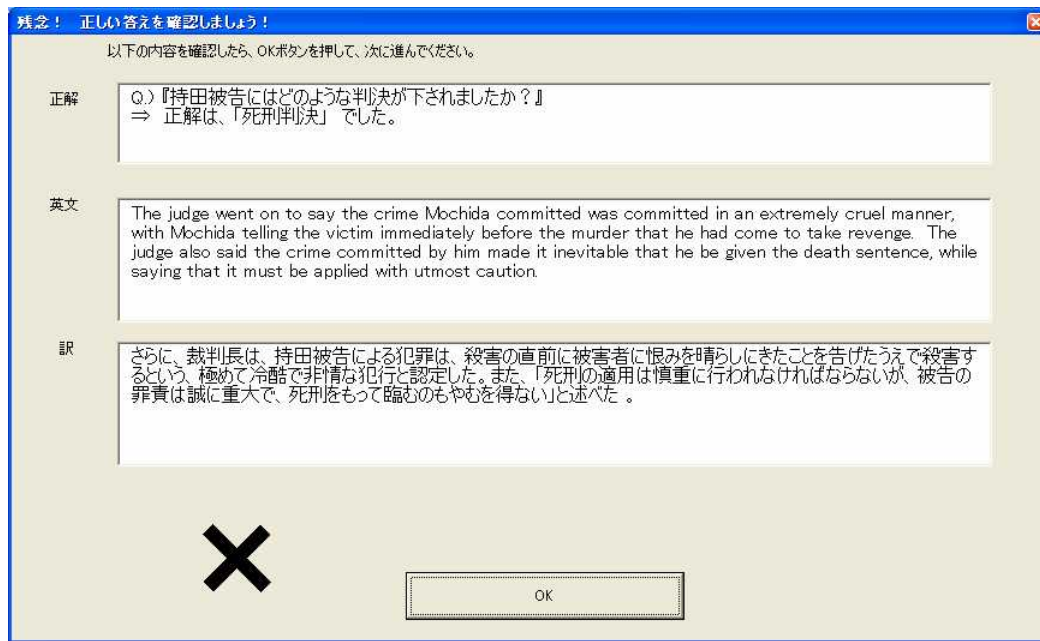 残念！ 正しい答えを確認しましょう！
以下の内容を確認したら、OKボタンを押して、次に進んでください。
正解
Q.)『持田被告にはどのような判決が下されましたか？』
⇒ 正解は、「死刑判決」 でした。
英文
The judge went on to say the crime Mochida committed was committed in an extremely cruel manner,
with Mochida telling the victim immediately before the murder that he had come to take revenge. The
judge also said the crime committed by him made it inevitable that he be given the death sentence, while
saying that it must be applied with utmost caution.
訳
さらに、裁判長は、持田被告による犯罪は、殺害の直前に被害者に恨みを晴らしにきたことを告げたうえで殺害す
るという、極めて冷酷で非情な犯行と認定した。また、「死刑の適用は慎重に行われなければならないが、被告の
罪責は誠に重大で、死刑をもって臨むのもやむを得ない」と述べた 。
OK